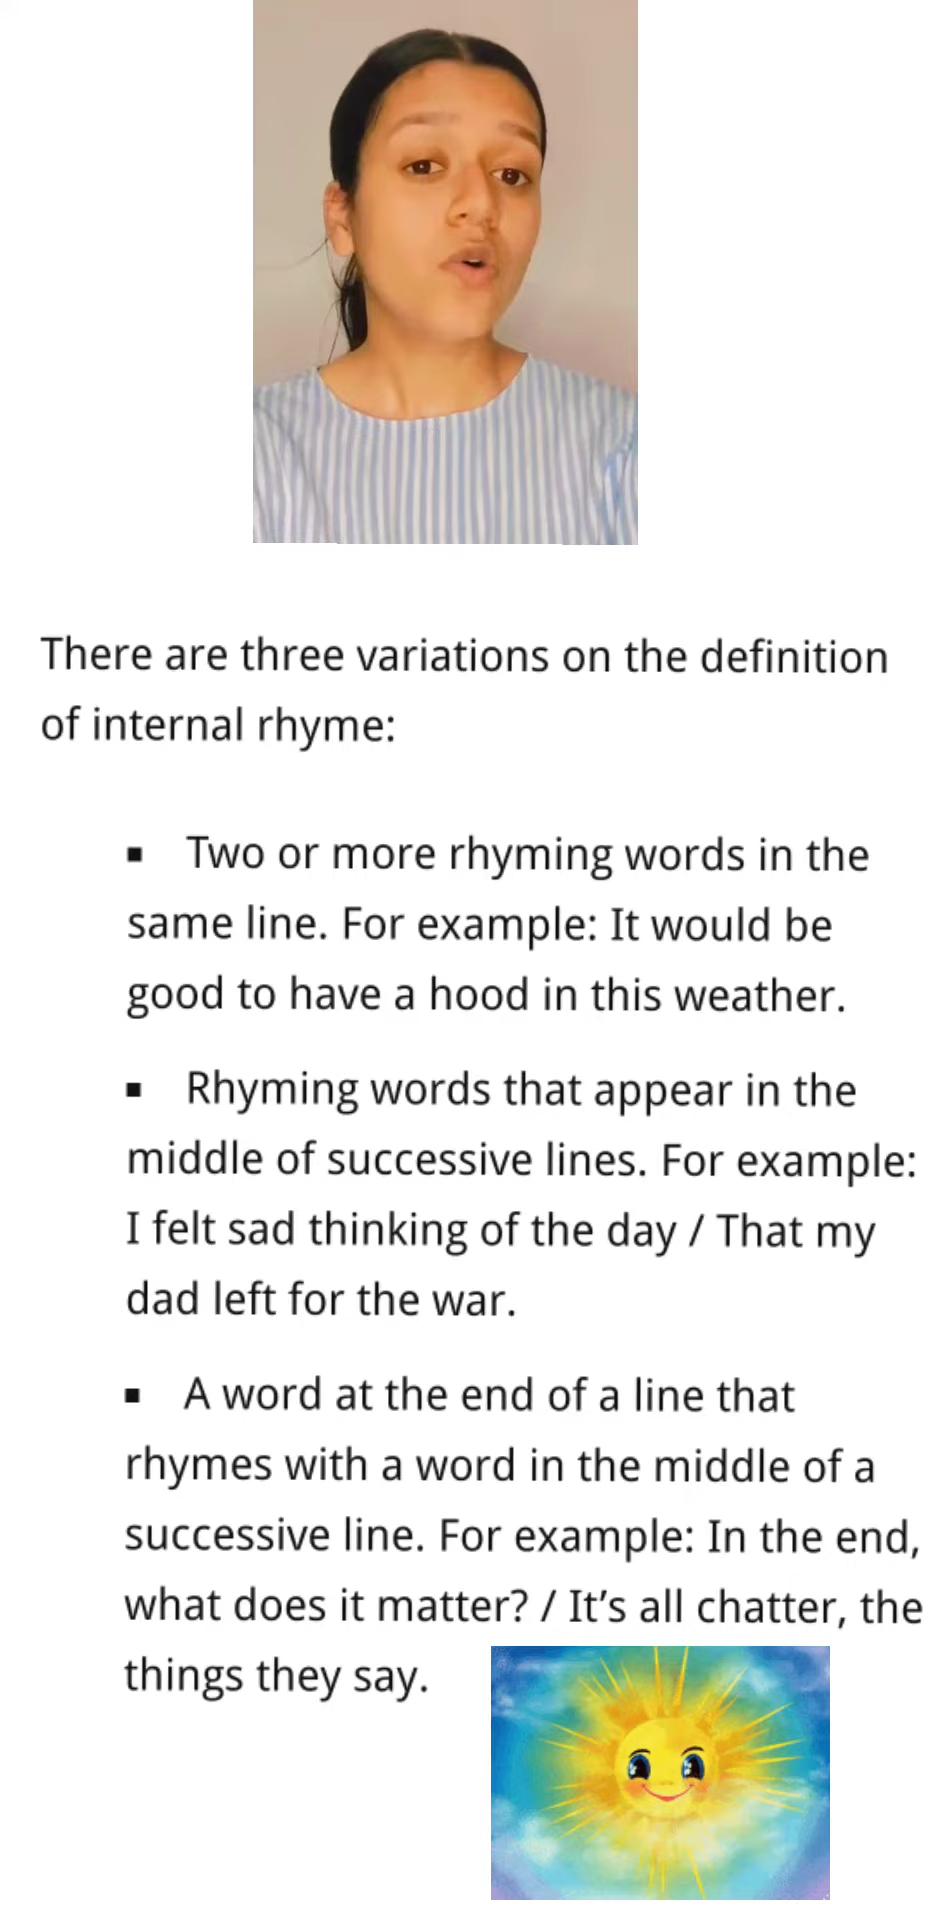 There are three variations on the definition
of internal rhyme:
▪ Two or more rhyming words in the
same line. For example: It would be
good to have a hood in this weather.
▪ Rhyming words that appear in the
middle of successive lines. For example:
I felt sad thinking of the day / That my
dad left for the war.
▪ A word at the end of a line that
rhymes with a word in the middle of a
successive line. For example: In the end,
what does it matter? / It’s all chatter, the
things they say.